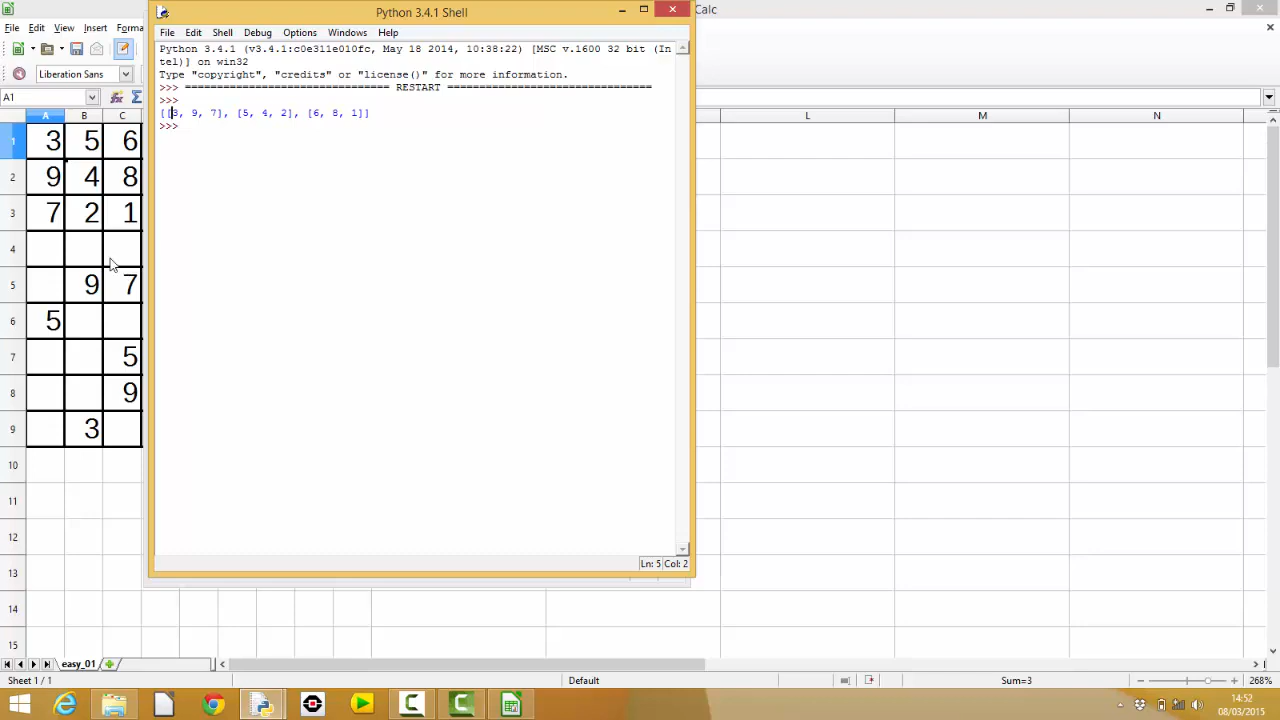 Python 3.4.1 Shell
Calc
File Edit Shell Debug Options Windows Help
File Edit View Insert Forma
Python 3.4.1 (v3.4.1:c0e311e010fc, May 18 2014, 10:38:22) [MSC v.1600 32 bit (In
tel)] on win32
Type "copyright", "credits" or "license()" for more information.
>>> ================================ RESTART ================================
>>>
[[3, 9, 7], [5, 4, 2], [6, 8, 1]]
>>>
Liberation Sans
A1
A B C L M N
1 3 5 6
2 9 4 8
3 7 2 1
4
5 9 7
6 5
7 5
8 9
9 3
10
11
12
13
14
15
Ln: 5 Col: 2
easy_01
Sheet 1 / 1 Default Sum=3 268%
14:52
08/03/2015